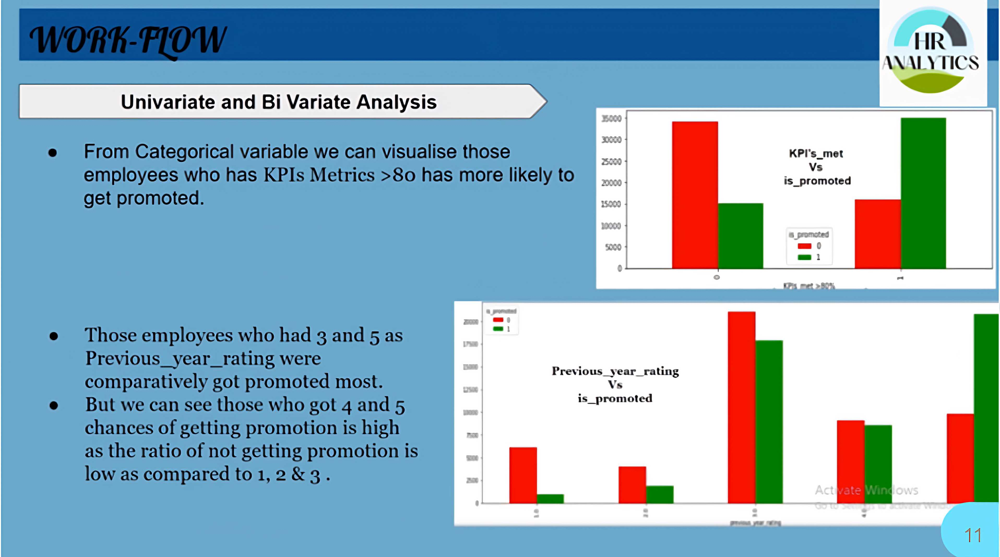 WORK-FLOW
HR
ANALYTICS
Univariate and Bi Variate Analysis
● From Categorical variable we can visualise those
employees who has KPIs Metrics >80 has more likely to
get promoted.
35000
30000
25000
20000
15000
10000
5000
0
KPI's_met
Vs
is_promoted
is_promoted
0
1
0
1
KPIs_met >80%
● Those employees who had 3 and 5 as
Previous_year_rating were
comparatively got promoted most.
● But we can see those who got 4 and 5
chances of getting promotion is high
as the ratio of not getting promotion is
low as compared to 1, 2 & 3 .
is_promoted
0
1
20000
17500
15000
12500
10000
7500
5000
2500
0
Previous_year_rating
Vs
is_promoted
1.0
2.0
3.0
4.0
previous_year_rating
Activate Windows
Go to Settings to activate Windo
11